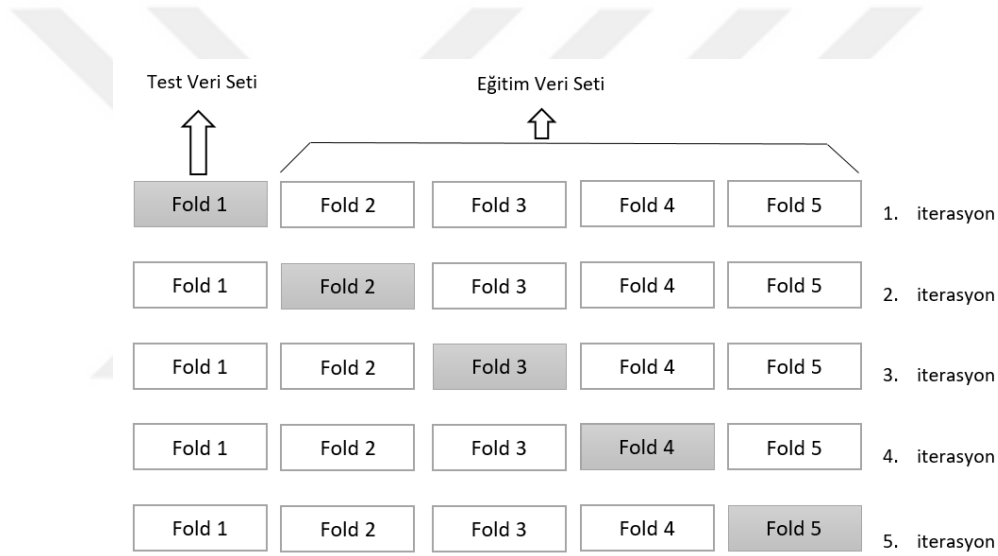 Test Veri Seti Eğitim Veri Seti
Fold 1 Fold 2 Fold 3 Fold 4 Fold 5 1. iterasyon
Fold 1 Fold 2 Fold 3 Fold 4 Fold 5 2. iterasyon
Fold 1 Fold 2 Fold 3 Fold 4 Fold 5 3. iterasyon
Fold 1 Fold 2 Fold 3 Fold 4 Fold 5 4. iterasyon
Fold 1 Fold 2 Fold 3 Fold 4 Fold 5 5. iterasyon